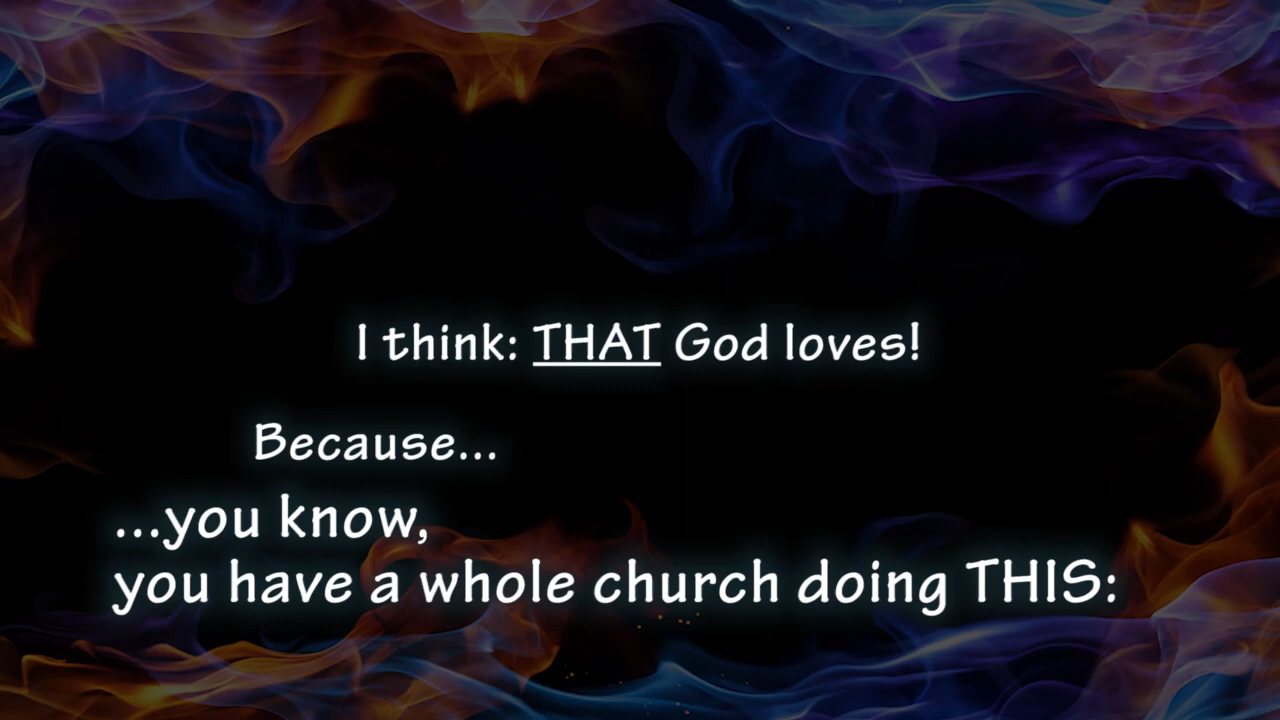 I think: THAT God loves!
Because...
...you know,
you have a whole church doing THIS: